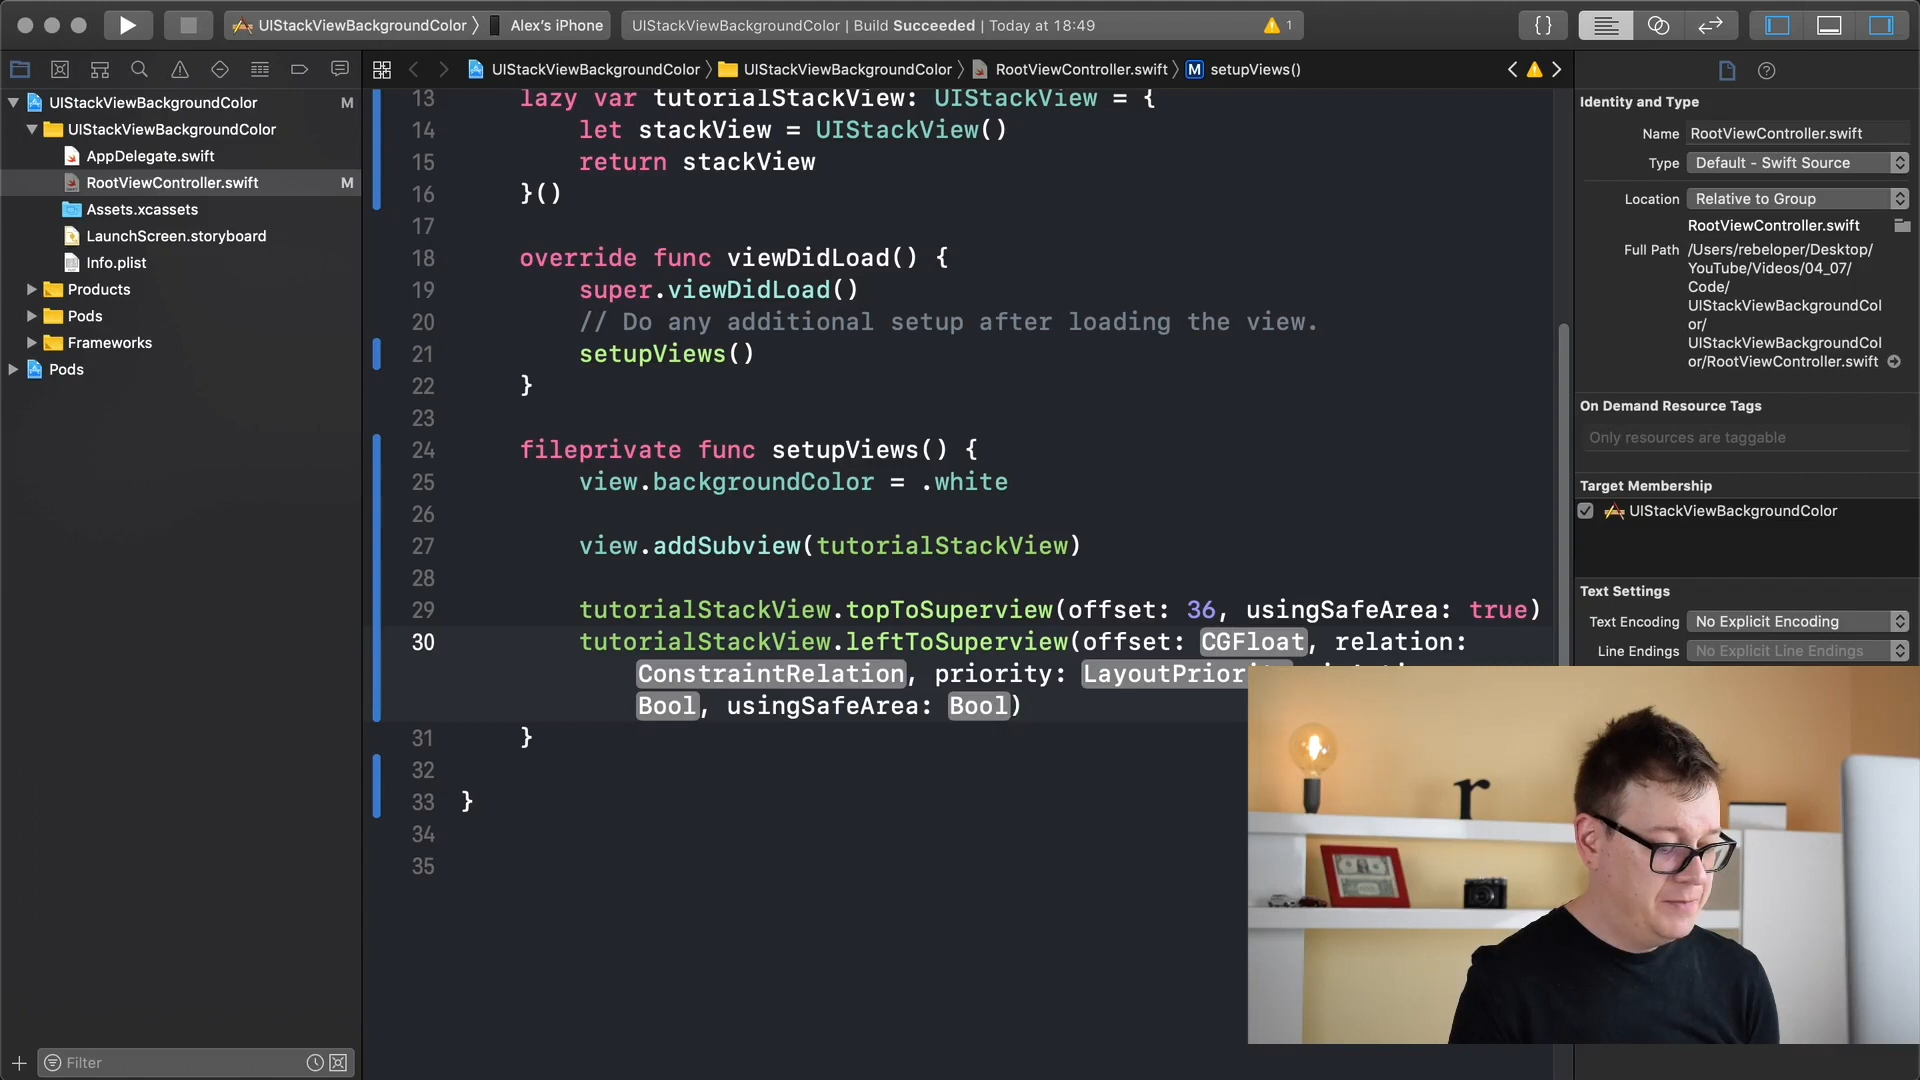 UIStackViewBackgroundColor
Alex's iPhone
UIStackViewBackgroundColor | Build Succeeded | Today at 18:49
1
{}
UIStackViewBackgroundColor
UIStackViewBackgroundColor
RootViewController.swift
M
setupViews()
UIStackViewBackgroundColor
M
UIStackViewBackgroundColor
AppDelegate.swift
RootViewController.swift
M
Assets.xcassets
LaunchScreen.storyboard
Info.plist
Products
Pods
Frameworks
Pods
Filter
13 lazy var tutorialStackView: UIStackView = {
14 let stackView = UIStackView()
15 return stackView
16 }()
17
18 override func viewDidLoad() {
19 super.viewDidLoad()
20 // Do any additional setup after loading the view.
21 setupViews()
22 }
23
24 fileprivate func setupViews() {
25 view.backgroundColor = .white
26
27 view.addSubview(tutorialStackView)
28
29 tutorialStackView.topToSuperview(offset: 36, usingSafeArea: true)
30 tutorialStackView.leftToSuperview(offset: CGFloat, relation:
ConstraintRelation, priority:
Bool, usingSafeArea: Bool)
31 }
32
33 }
34
35
Identity and Type
Name RootViewController.swift
Type Default - Swift Source
Location Relative to Group
RootViewController.swift
Full Path /Users/rebeloper/Desktop/
YouTube/Videos/04_07/
Code/
UIStackViewBackgroundCol
or/
UIStackViewBackgroundCol
or/RootViewController.swift
On Demand Resource Tags
Only resources are taggable
Target Membership
UIStackViewBackgroundColor
Text Settings
Text Encoding No Explicit Encoding
Line Endings No Explicit Line Endings
r